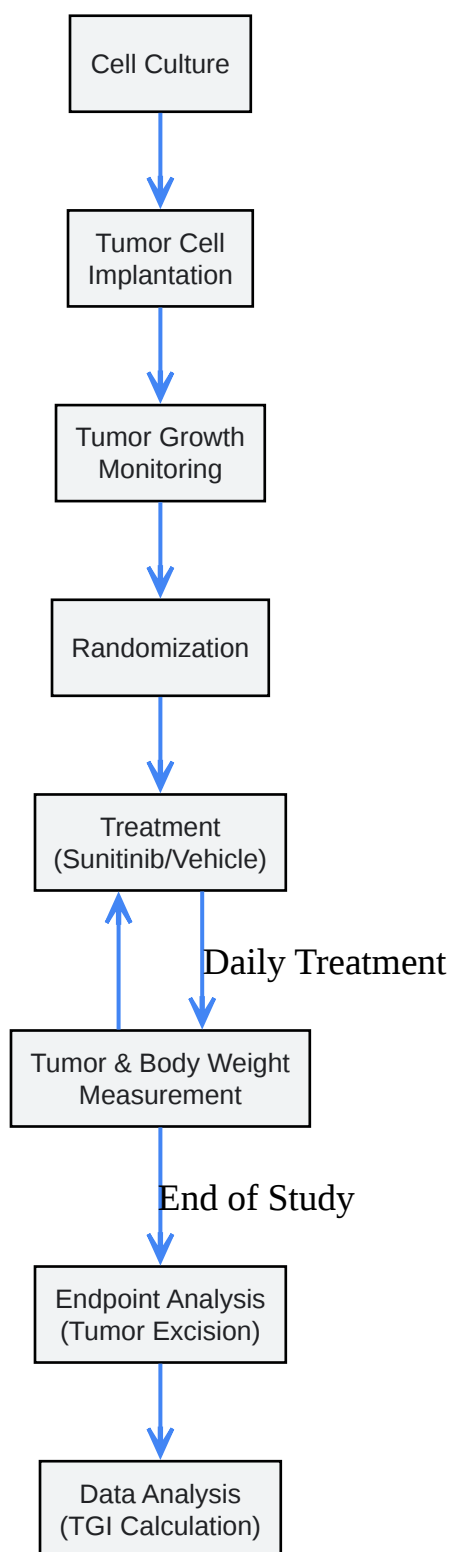 Cell Culture
Tumor Cell
Implantation
Tumor Growth
Monitoring
Randomization
Treatment
(Sunitinib/Vehicle)
Daily Treatment
Tumor & Body Weight
Measurement
End of Study
Endpoint Analysis
(Tumor Excision)
Data Analysis
(TGI Calculation)